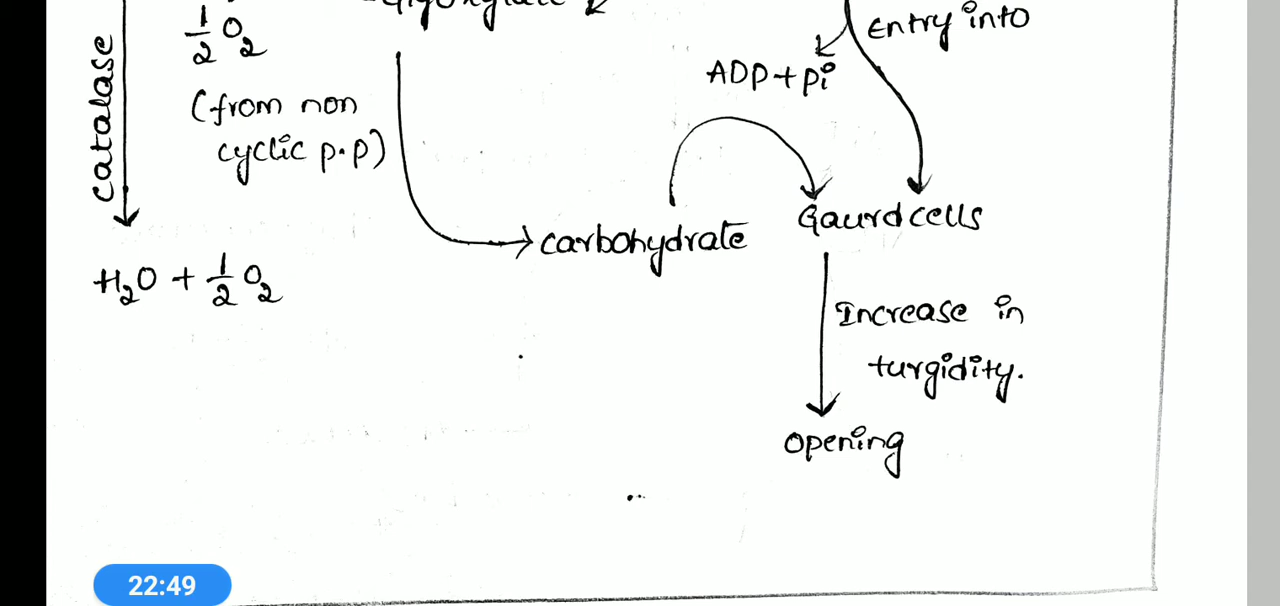 ½ O₂
Entry into
ADP + Pi
catalase
(from non
cyclic p.p)
Gaurd cells
carbohydrate
H₂O + ½ O₂
Increase in
turgidity.
Opening
22:49